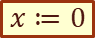 x := 0